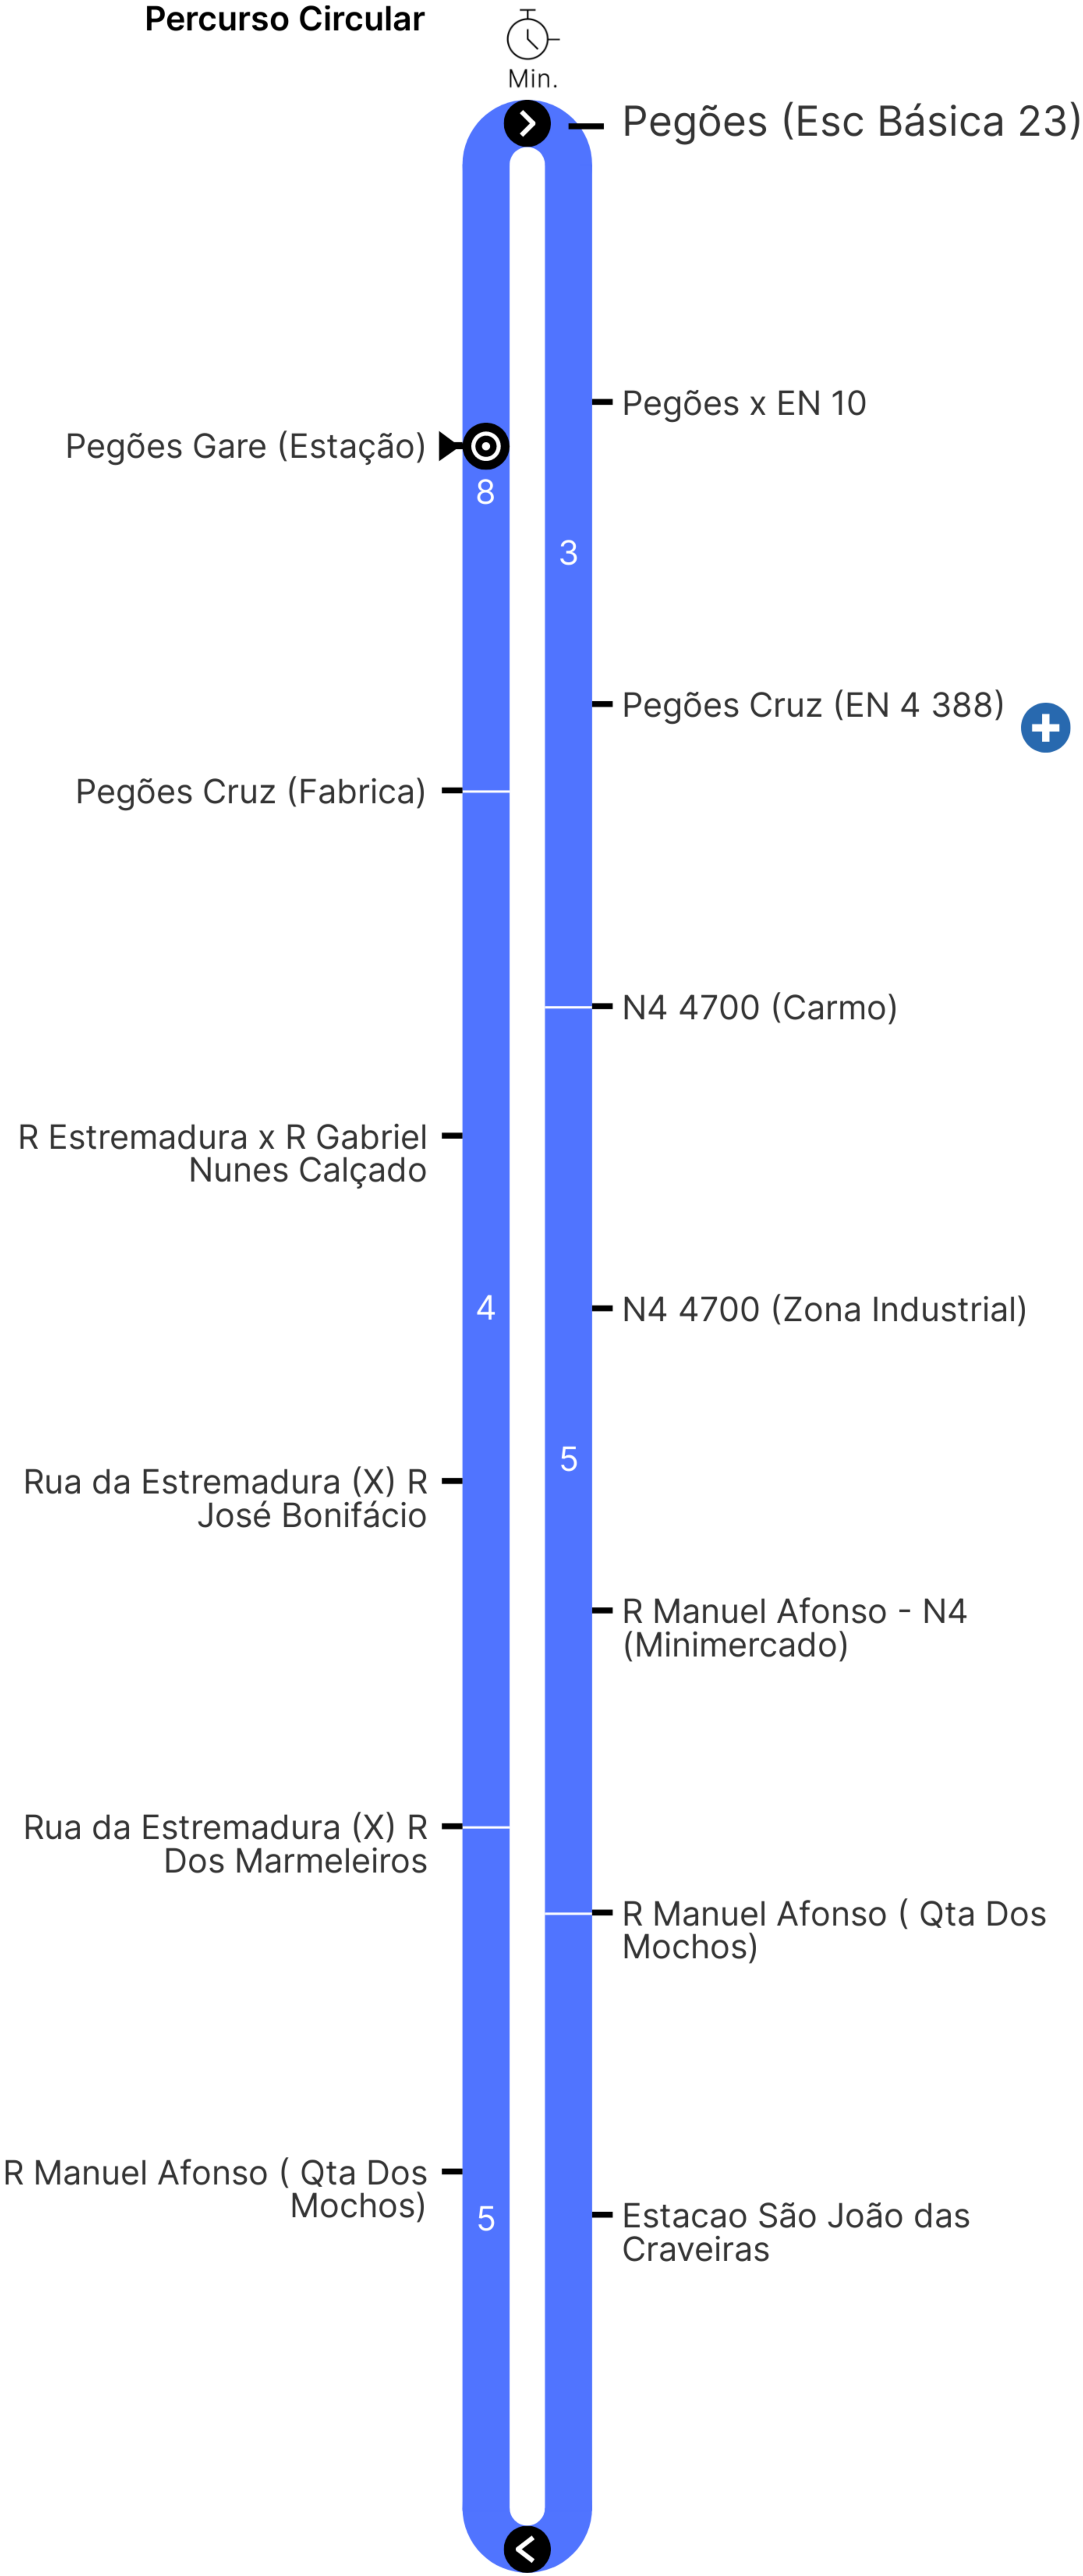 Percurso Circular
Min.
Pegões (Esc Básica 23)
Pegões x EN 10
Pegões Gare (Estação)
8
3
Pegões Cruz (EN 4 388)
Pegões Cruz (Fabrica)
N4 4700 (Carmo)
R Estremadura x R Gabriel
Nunes Calçado
4
N4 4700 (Zona Industrial)
5
Rua da Estremadura (X) R
José Bonifácio
R Manuel Afonso - N4
(Minimercado)
Rua da Estremadura (X) R
Dos Marmeleiros
R Manuel Afonso ( Qta Dos
Mochos)
R Manuel Afonso ( Qta Dos
Mochos)
5
Estacao São João das
Craveiras